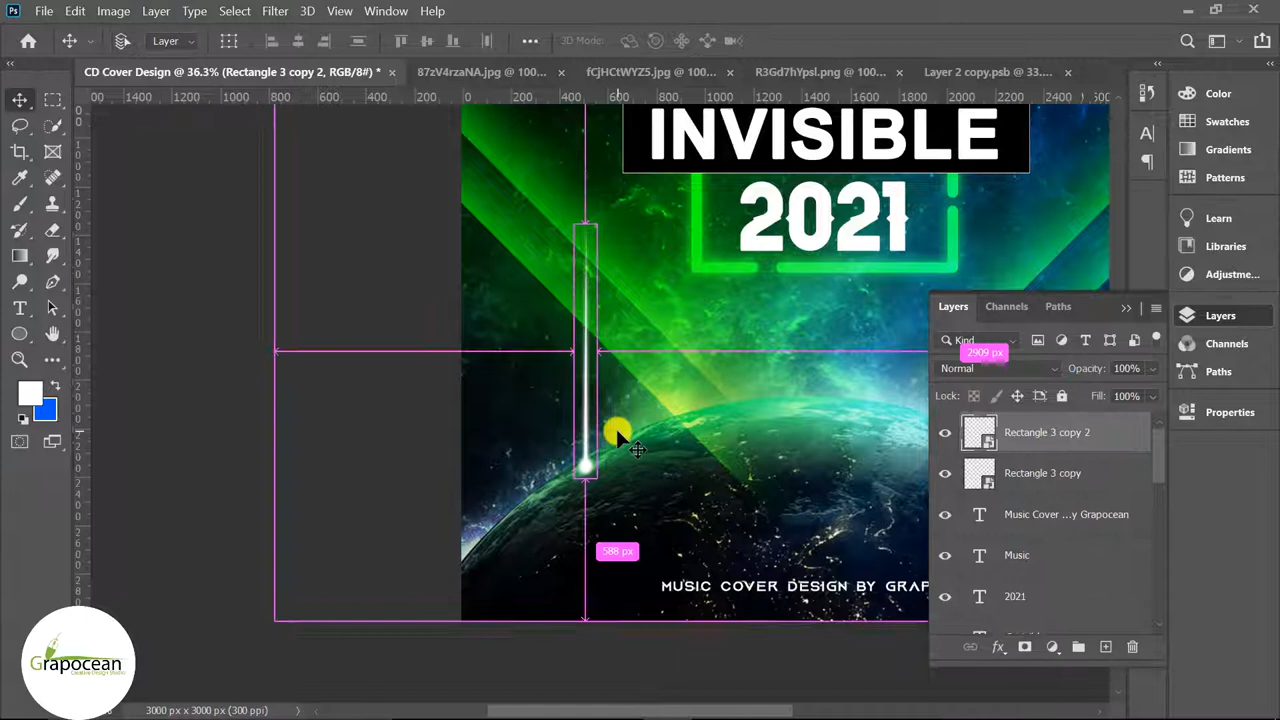 Ps File Edit Image Layer Type Select Filter 3D View Window Help
Layer 3D Mode:
CD Cover Design @ 36.3% (Rectangle 3 copy 2, RGB/8#) * 87zV4rzaNA.jpg @ 100... fCjHCtWYZ5.jpg @ 100... R3Gd7hYpsl.png @ 100... Layer 2 copy.psb @ 33....
00 1400 1200 1000 800 600 400 200 0 200 400 600 800 1000 1200 1400 1600 1800 2000 2200 2400 500
INVISIBLE
2021
588 px
MUSIC COVER DESIGN BY GRAP
Grapocean
Creative Design Studio
Layers Channels Paths
Kind
2909 px
Normal Opacity: 100%
Lock: Fill: 100%
Rectangle 3 copy 2
Rectangle 3 copy
Music Cover ...y Grapocean
T Music
T 2021
fx
Color
Swatches
Gradients
Patterns
Learn
Libraries
Adjustme...
Layers
Channels
Paths
Properties
3000 px x 3000 px (300 ppi)